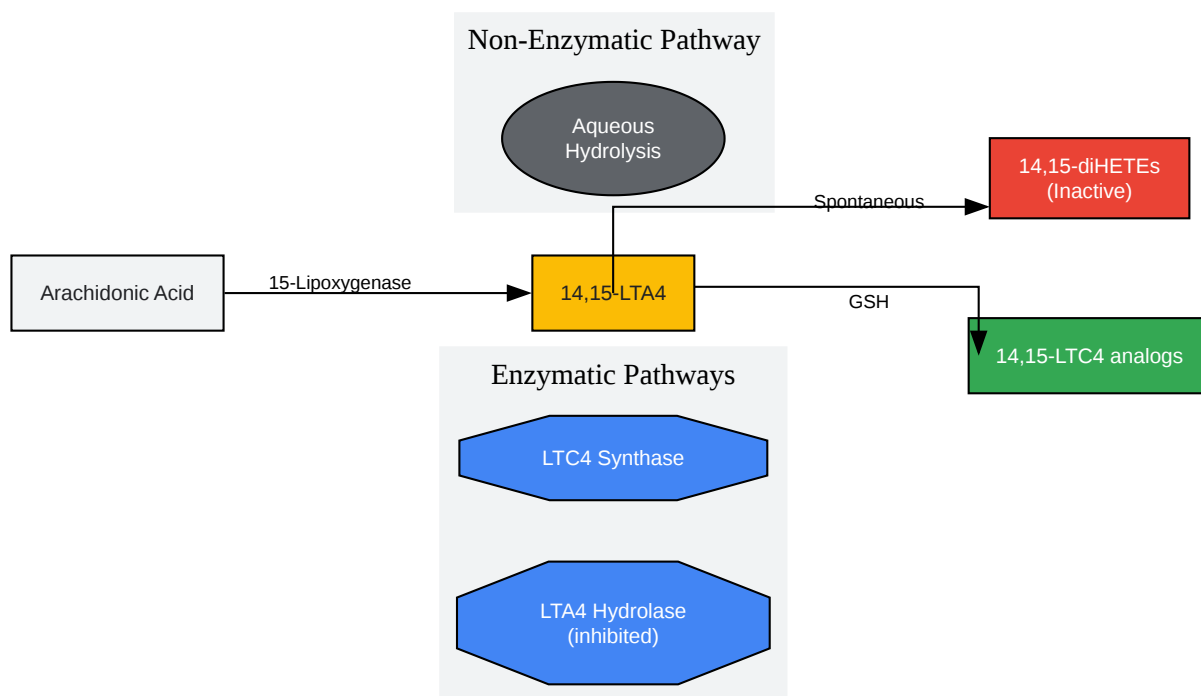 Non-Enzymatic Pathway
Aqueous
Hydrolysis
14,15-diHETEs
(Inactive)
Spontaneous
Arachidonic Acid
15-Lipoxygenase
14,15-LTA4
GSH
14,15-LTC4 analogs
Enzymatic Pathways
LTC4 Synthase
LTA4 Hydrolase
(inhibited)